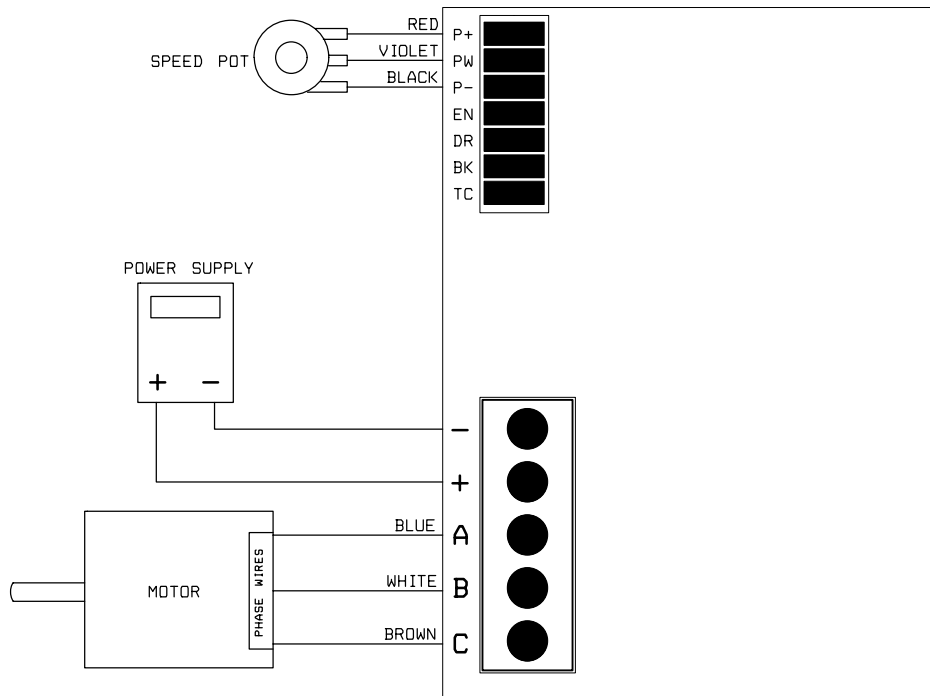 RED P+
SPEED POT VIOLET PW
BLACK P-
EN
DR
BK
TC
POWER SUPPLY
+ -
-
+
BLUE A
MOTOR PHASE WIRES WHITE B
BROWN C